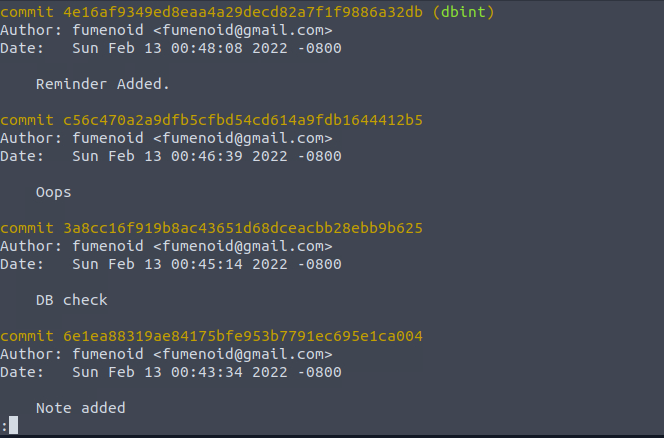 commit 4e16af9349ed8eaa4a29decd82a7f1f9886a32db (dbint)
Author: fumenoid <fumenoid@gmail.com>
Date:   Sun Feb 13 00:48:08 2022 -0800
    Reminder Added.
commit c56c470a2a9dfb5cfbd54cd614a9fdb1644412b5
Author: fumenoid <fumenoid@gmail.com>
Date:   Sun Feb 13 00:46:39 2022 -0800
    Oops
commit 3a8cc16f919b8ac43651d68dceacbb28ebb9b625
Author: fumenoid <fumenoid@gmail.com>
Date:   Sun Feb 13 00:45:14 2022 -0800
    DB check
commit 6e1ea88319ae84175bfe953b7791ec695e1ca004
Author: fumenoid <fumenoid@gmail.com>
Date:   Sun Feb 13 00:43:34 2022 -0800
    Note added
: